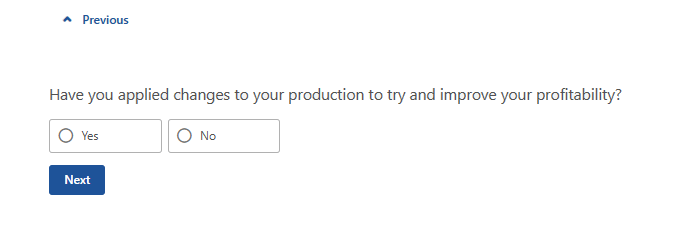 Previous
Have you applied changes to your production to try and improve your profitability?
Yes No
Next